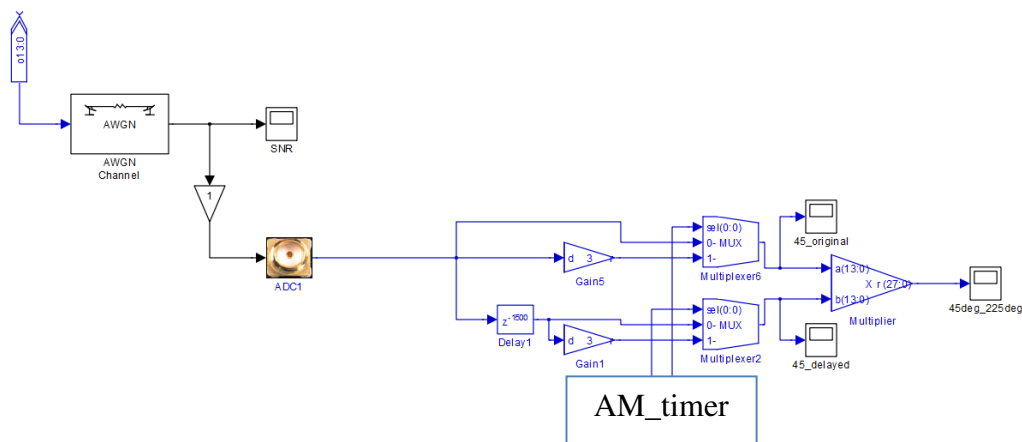 o13:0
AWGN
AWGN
Channel
SNR
1
ADC1
d 3 r
Gain5
z-1500
Delay1
d 3 r
Gain1
sel(0:0)
0- MUX
1-
Multiplexer6
sel(0:0)
0- MUX
1-
Multiplexer2
45_original
a(13:0)
X r (27:0)
b(13:0)
Multiplier
45_delayed
45deg_225deg
AM_timer